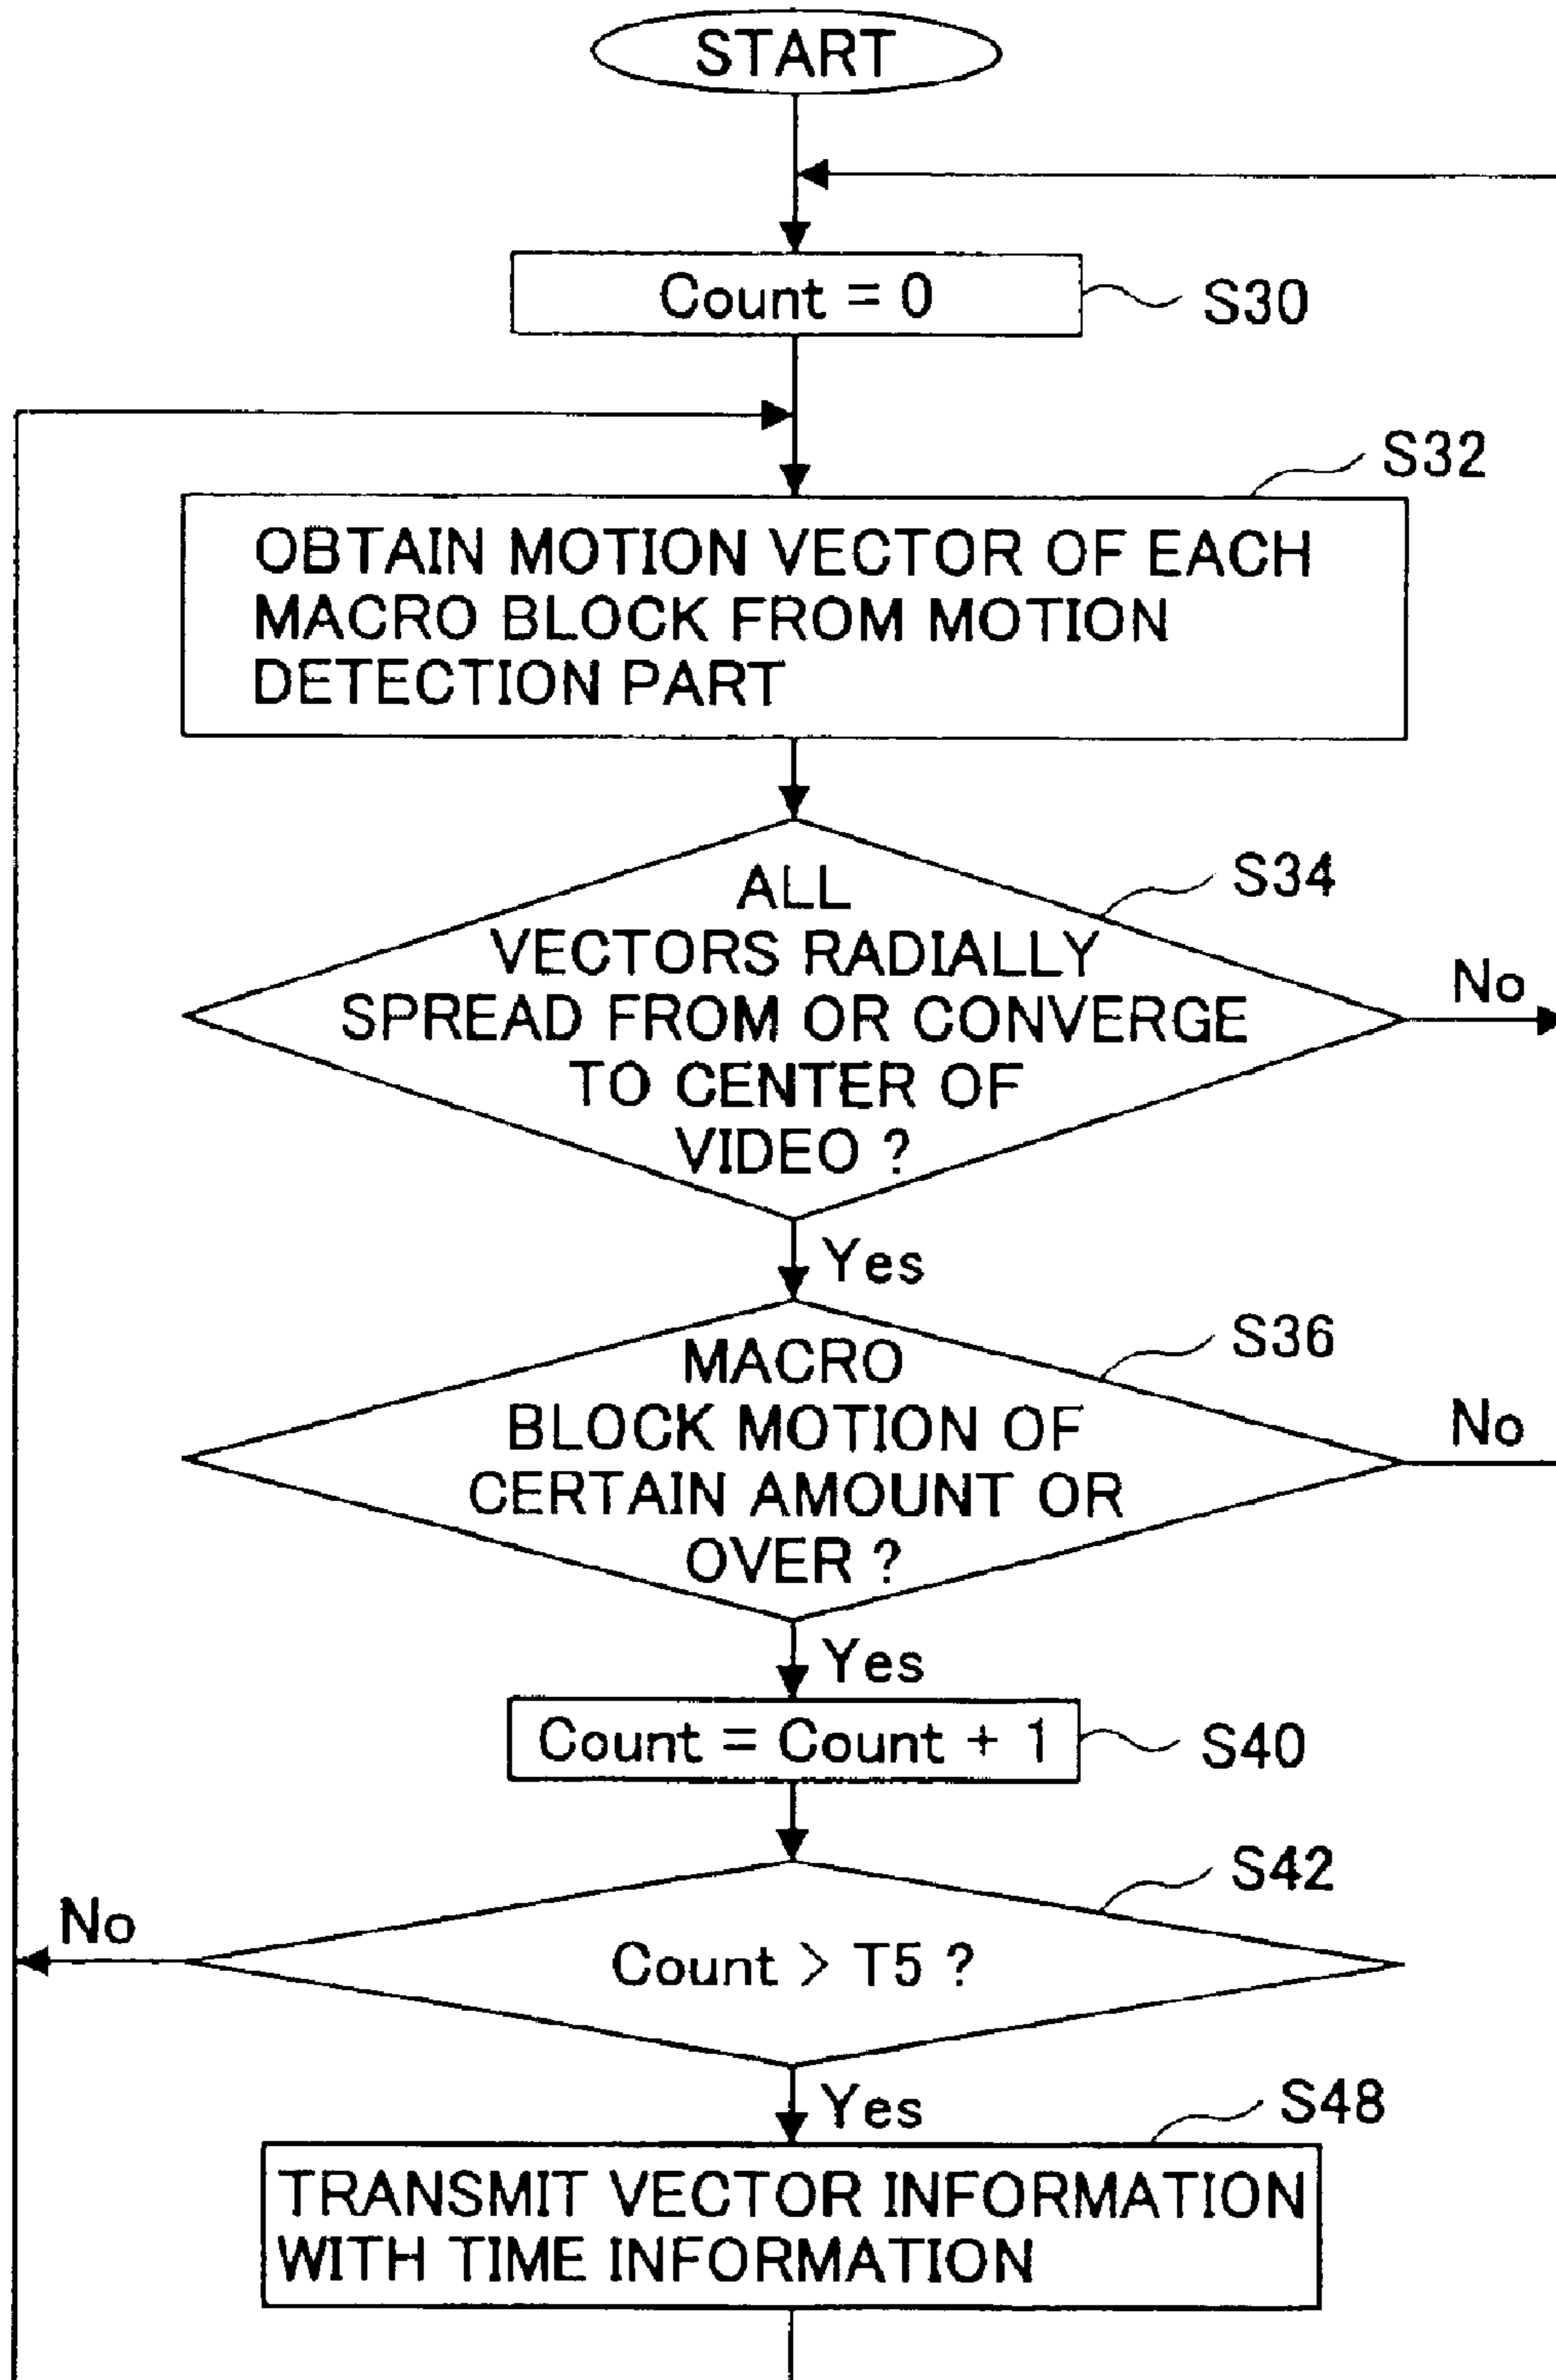 START
Count = 0
S30
S32
OBTAIN MOTION VECTOR OF EACH
MACRO BLOCK FROM MOTION
DETECTION PART
S34
ALL
VECTORS RADIALLY
SPREAD FROM OR CONVERGE
TO CENTER OF
VIDEO ?
No
Yes
S36
MACRO
BLOCK MOTION OF
CERTAIN AMOUNT OR
OVER ?
No
Yes
Count = Count + 1
S40
S42
Count > T5 ?
No
Yes
S48
TRANSMIT VECTOR INFORMATION
WITH TIME INFORMATION